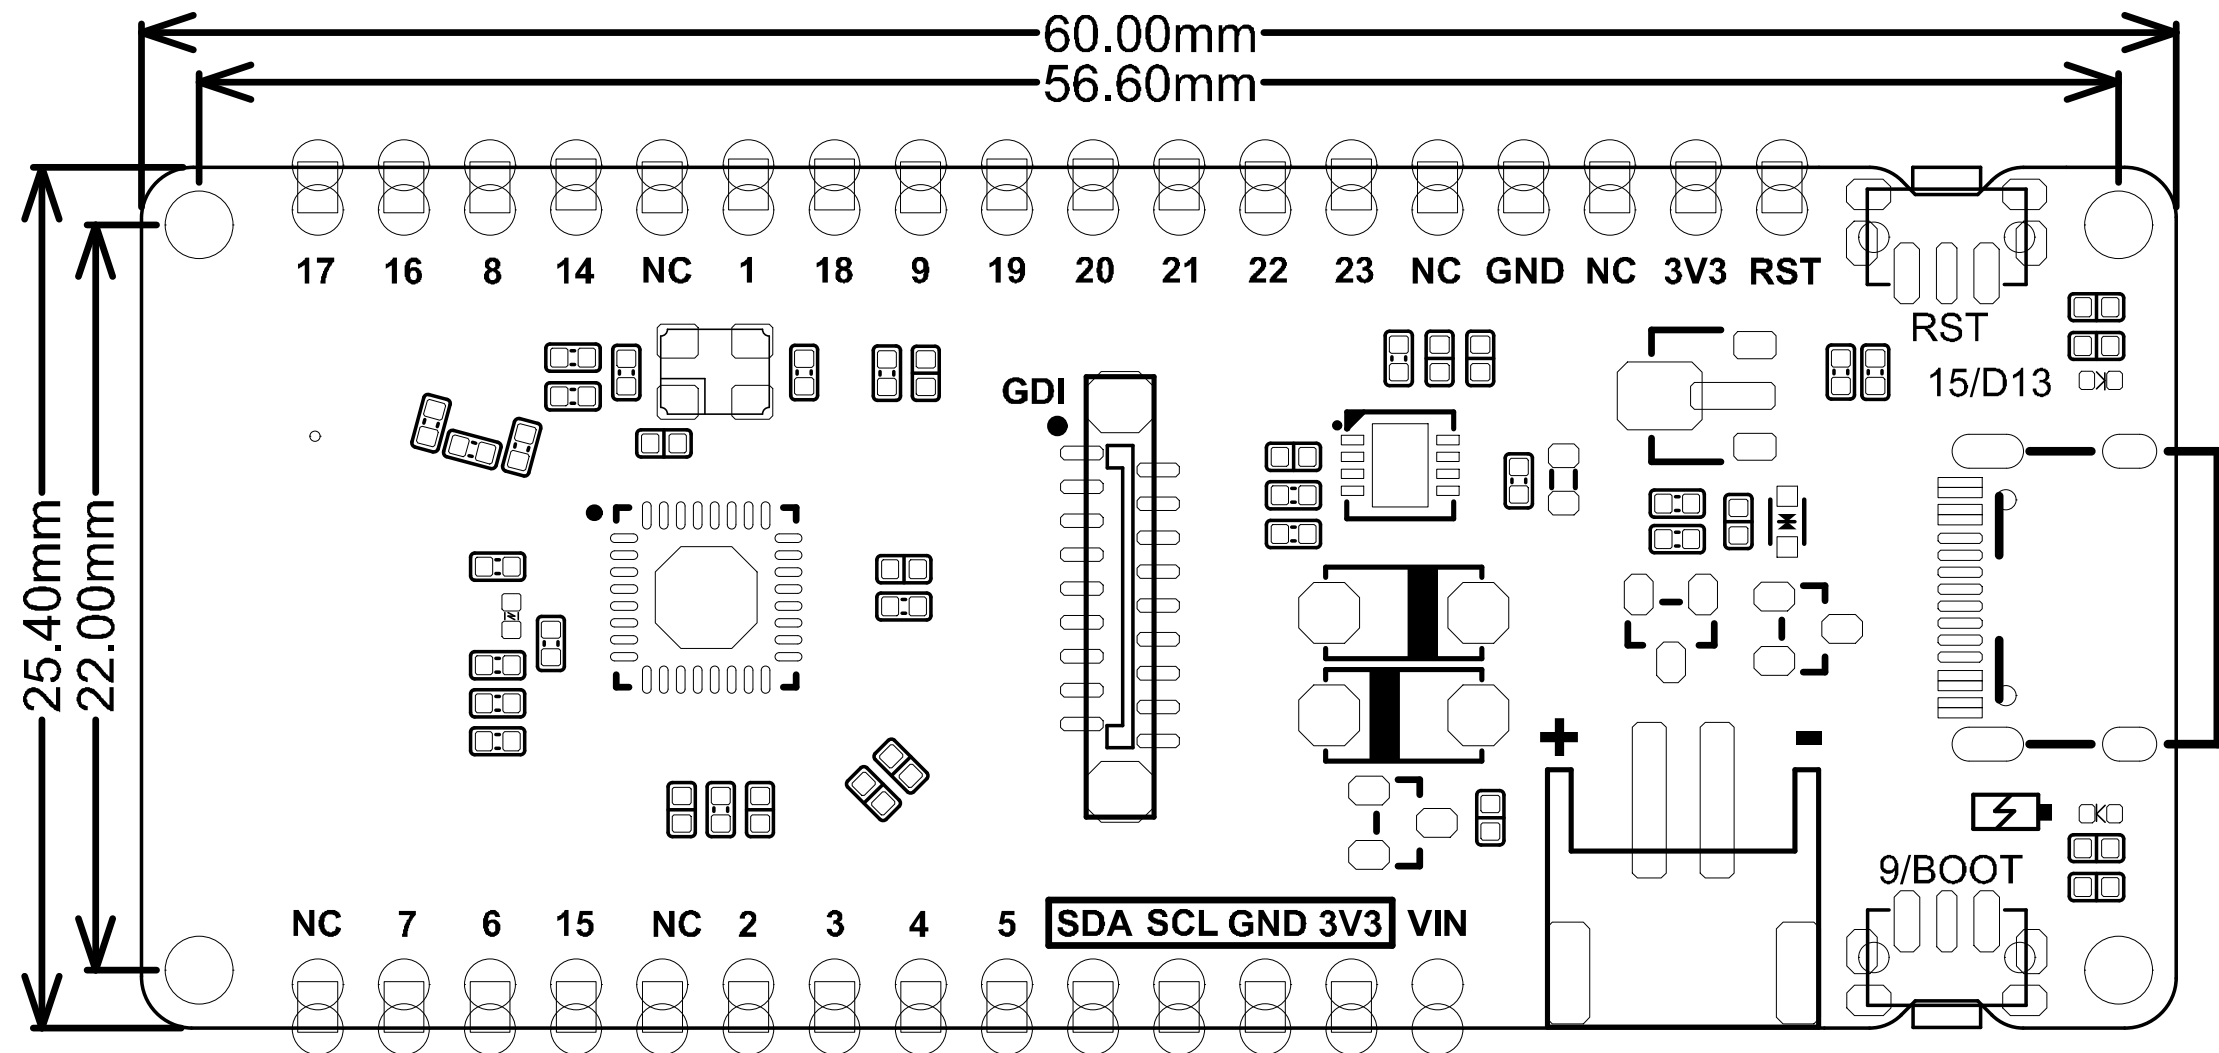 60.00mm
56.60mm
25.40mm
22.00mm
17 16 8 14 NC 1 18 9 19 20 21 22 23 NC GND NC 3V3 RST
RST
15/D13
GDI
+ -
9/BOOT
NC 7 6 15 NC 2 3 4 5 SDA SCL GND 3V3 VIN